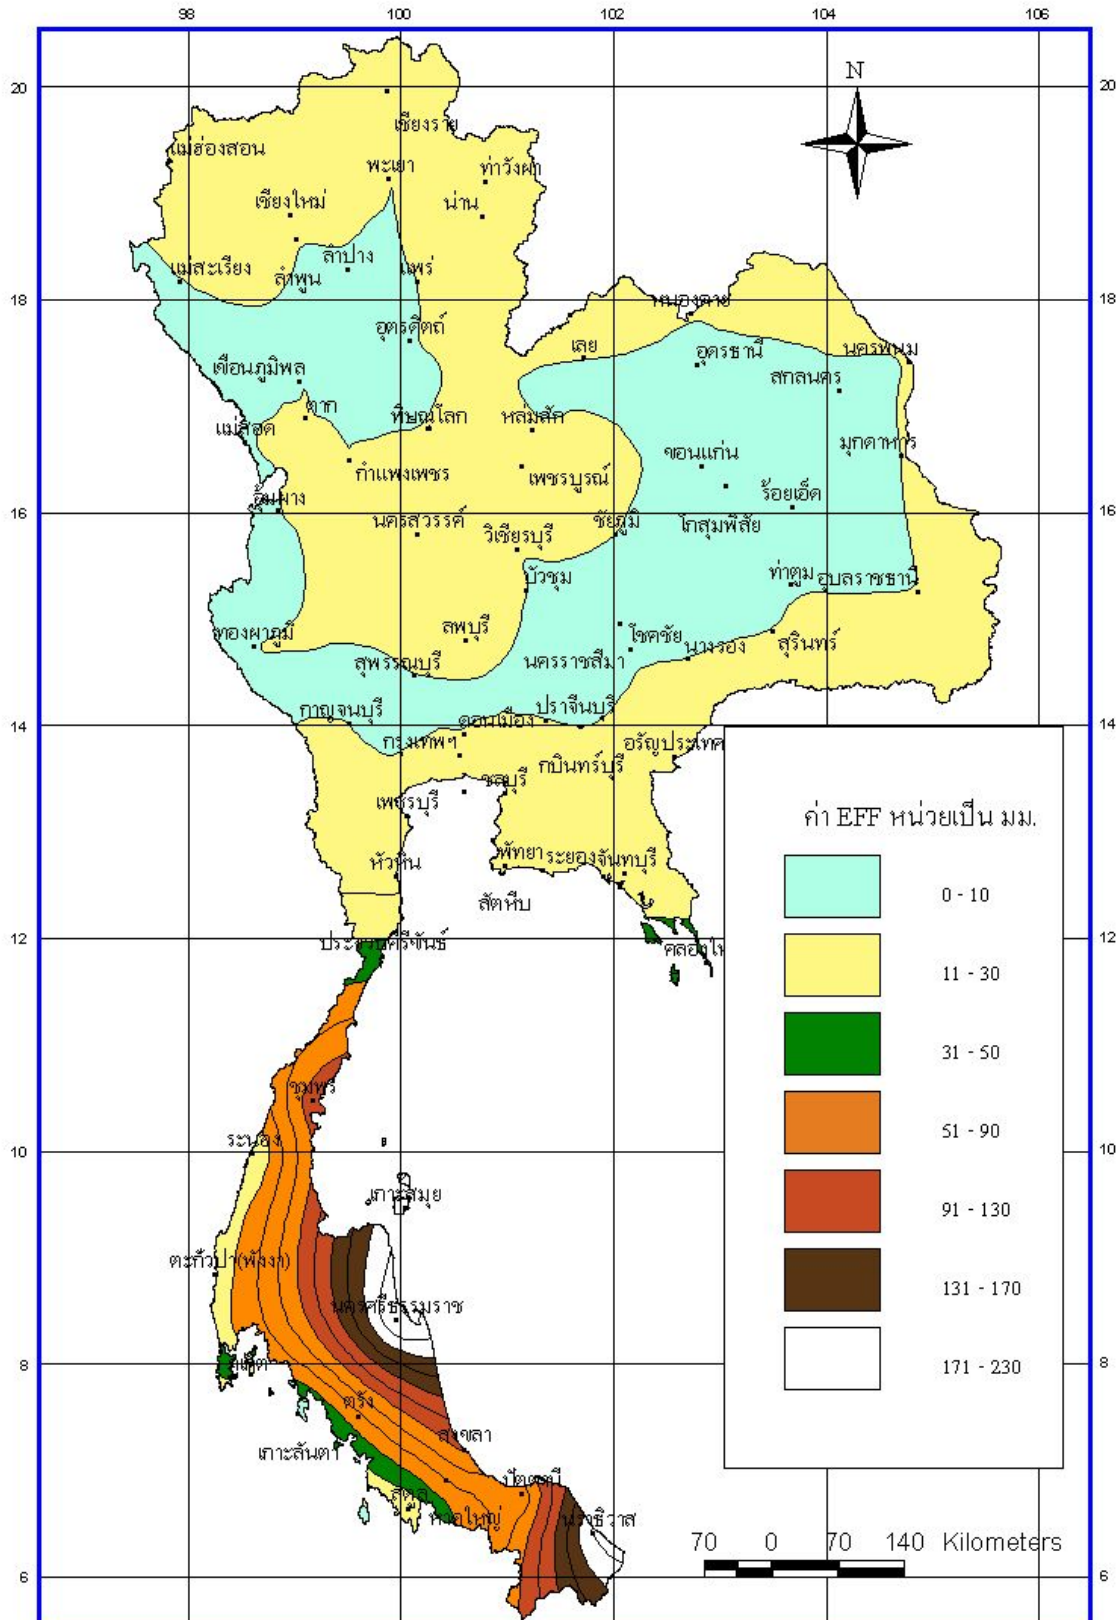 98 100 102 104 106
20 20
N
เชียงราย
แม่ฮ่องสอน
พะเยา
ท่าวังผา
เชียงใหม่
น่าน
แม่สะเรียง
ลำปาง
ลำพูน
แพร่
18 18
หนองคาย
อุตรดิตถ์
เลย
อุดรธานี
นครพนม
เขื่อนภูมิพล
สกลนคร
ตาก
แม่สอด
พิษณุโลก
หล่มสัก
มุกดาหาร
กำแพงเพชร
ขอนแก่น
เพชรบูรณ์
อุ้มผาง
ร้อยเอ็ด
16 16
นครสวรรค์
วิเชียรบุรี
ชัยภูมิ
โกสุมพิสัย
บัวชุม
ท่าตูม
อุบลราชธานี
ทองผาภูมิ
ลพบุรี
โชคชัย
นางรอง
สุรินทร์
สุพรรณบุรี
นครราชสีมา
กาญจนบุรี
ปราจีนบุรี
14 14
ดอนเมือง
กรุงเทพฯ
อรัญประเทศ
กบินทร์บุรี
ชลบุรี
เพชรบุรี
ค่า EFF หน่วยเป็น มม.
พัทยา
ระยอง
จันทบุรี
หัวหิน
0 - 10
สัตหีบ
12 12
ประจวบคีรีขันธ์
11 - 30
31 - 50
ชุมพร
51 - 90
10 10
ระนอง
เกาะสมุย
91 - 130
ตะกั่วป่า(พังงา)
131 - 170
นครศรีธรรมราช
8 8
171 - 230
ตรัง
สงขลา
เกาะลันตา
ปัตตานี
สตูล
หาดใหญ่
นราธิวาส
70 0 70 140 Kilometers
6 6